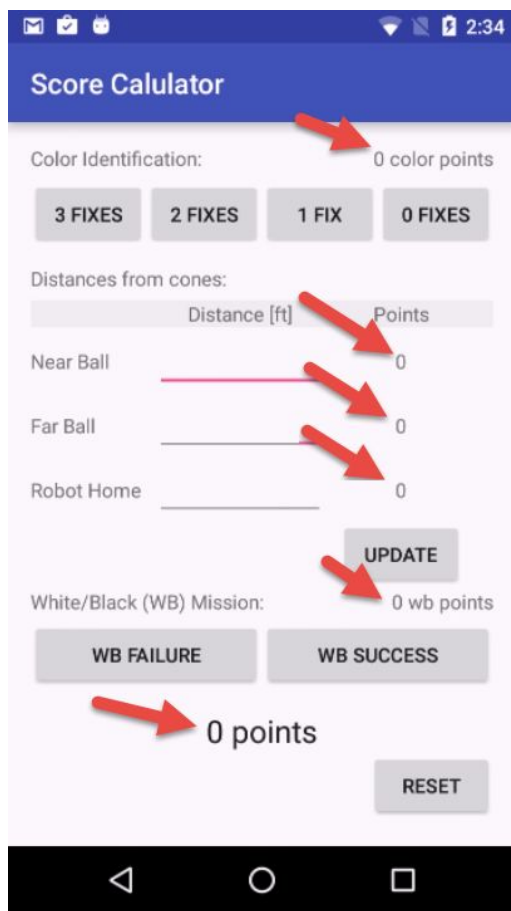 2:34
Score Calulator
Color Identification: 0 color points
3 FIXES 2 FIXES 1 FIX 0 FIXES
Distances from cones:
Distance [ft] Points
Near Ball 0
Far Ball 0
Robot Home 0
UPDATE
White/Black (WB) Mission: 0 wb points
WB FAILURE WB SUCCESS
0 points
RESET